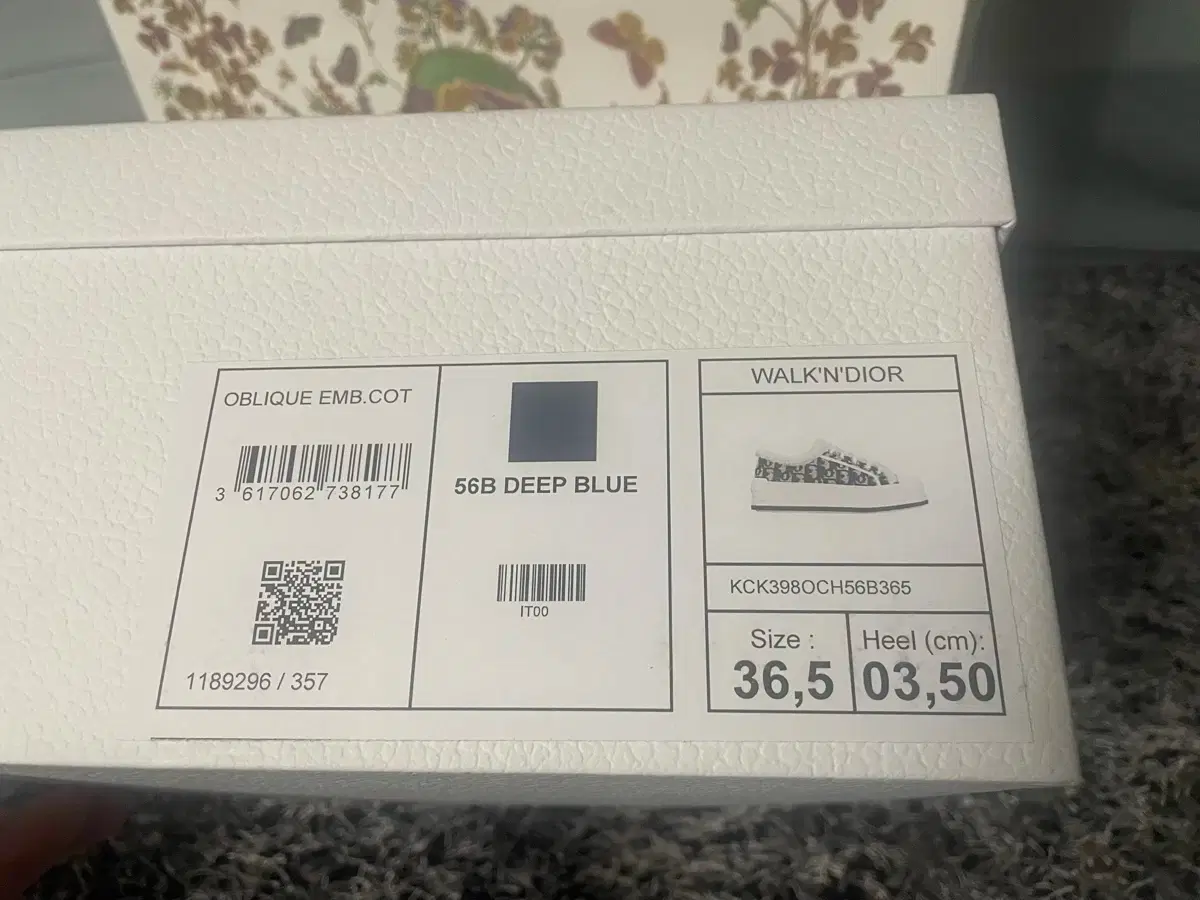 OBLIQUE EMB.COT
3 617062 738177
1189296 / 357
56B DEEP BLUE
IT00
WALK'N'DIOR
KCK398OCH56B365
Size :
36,5
Heel (cm):
03,50